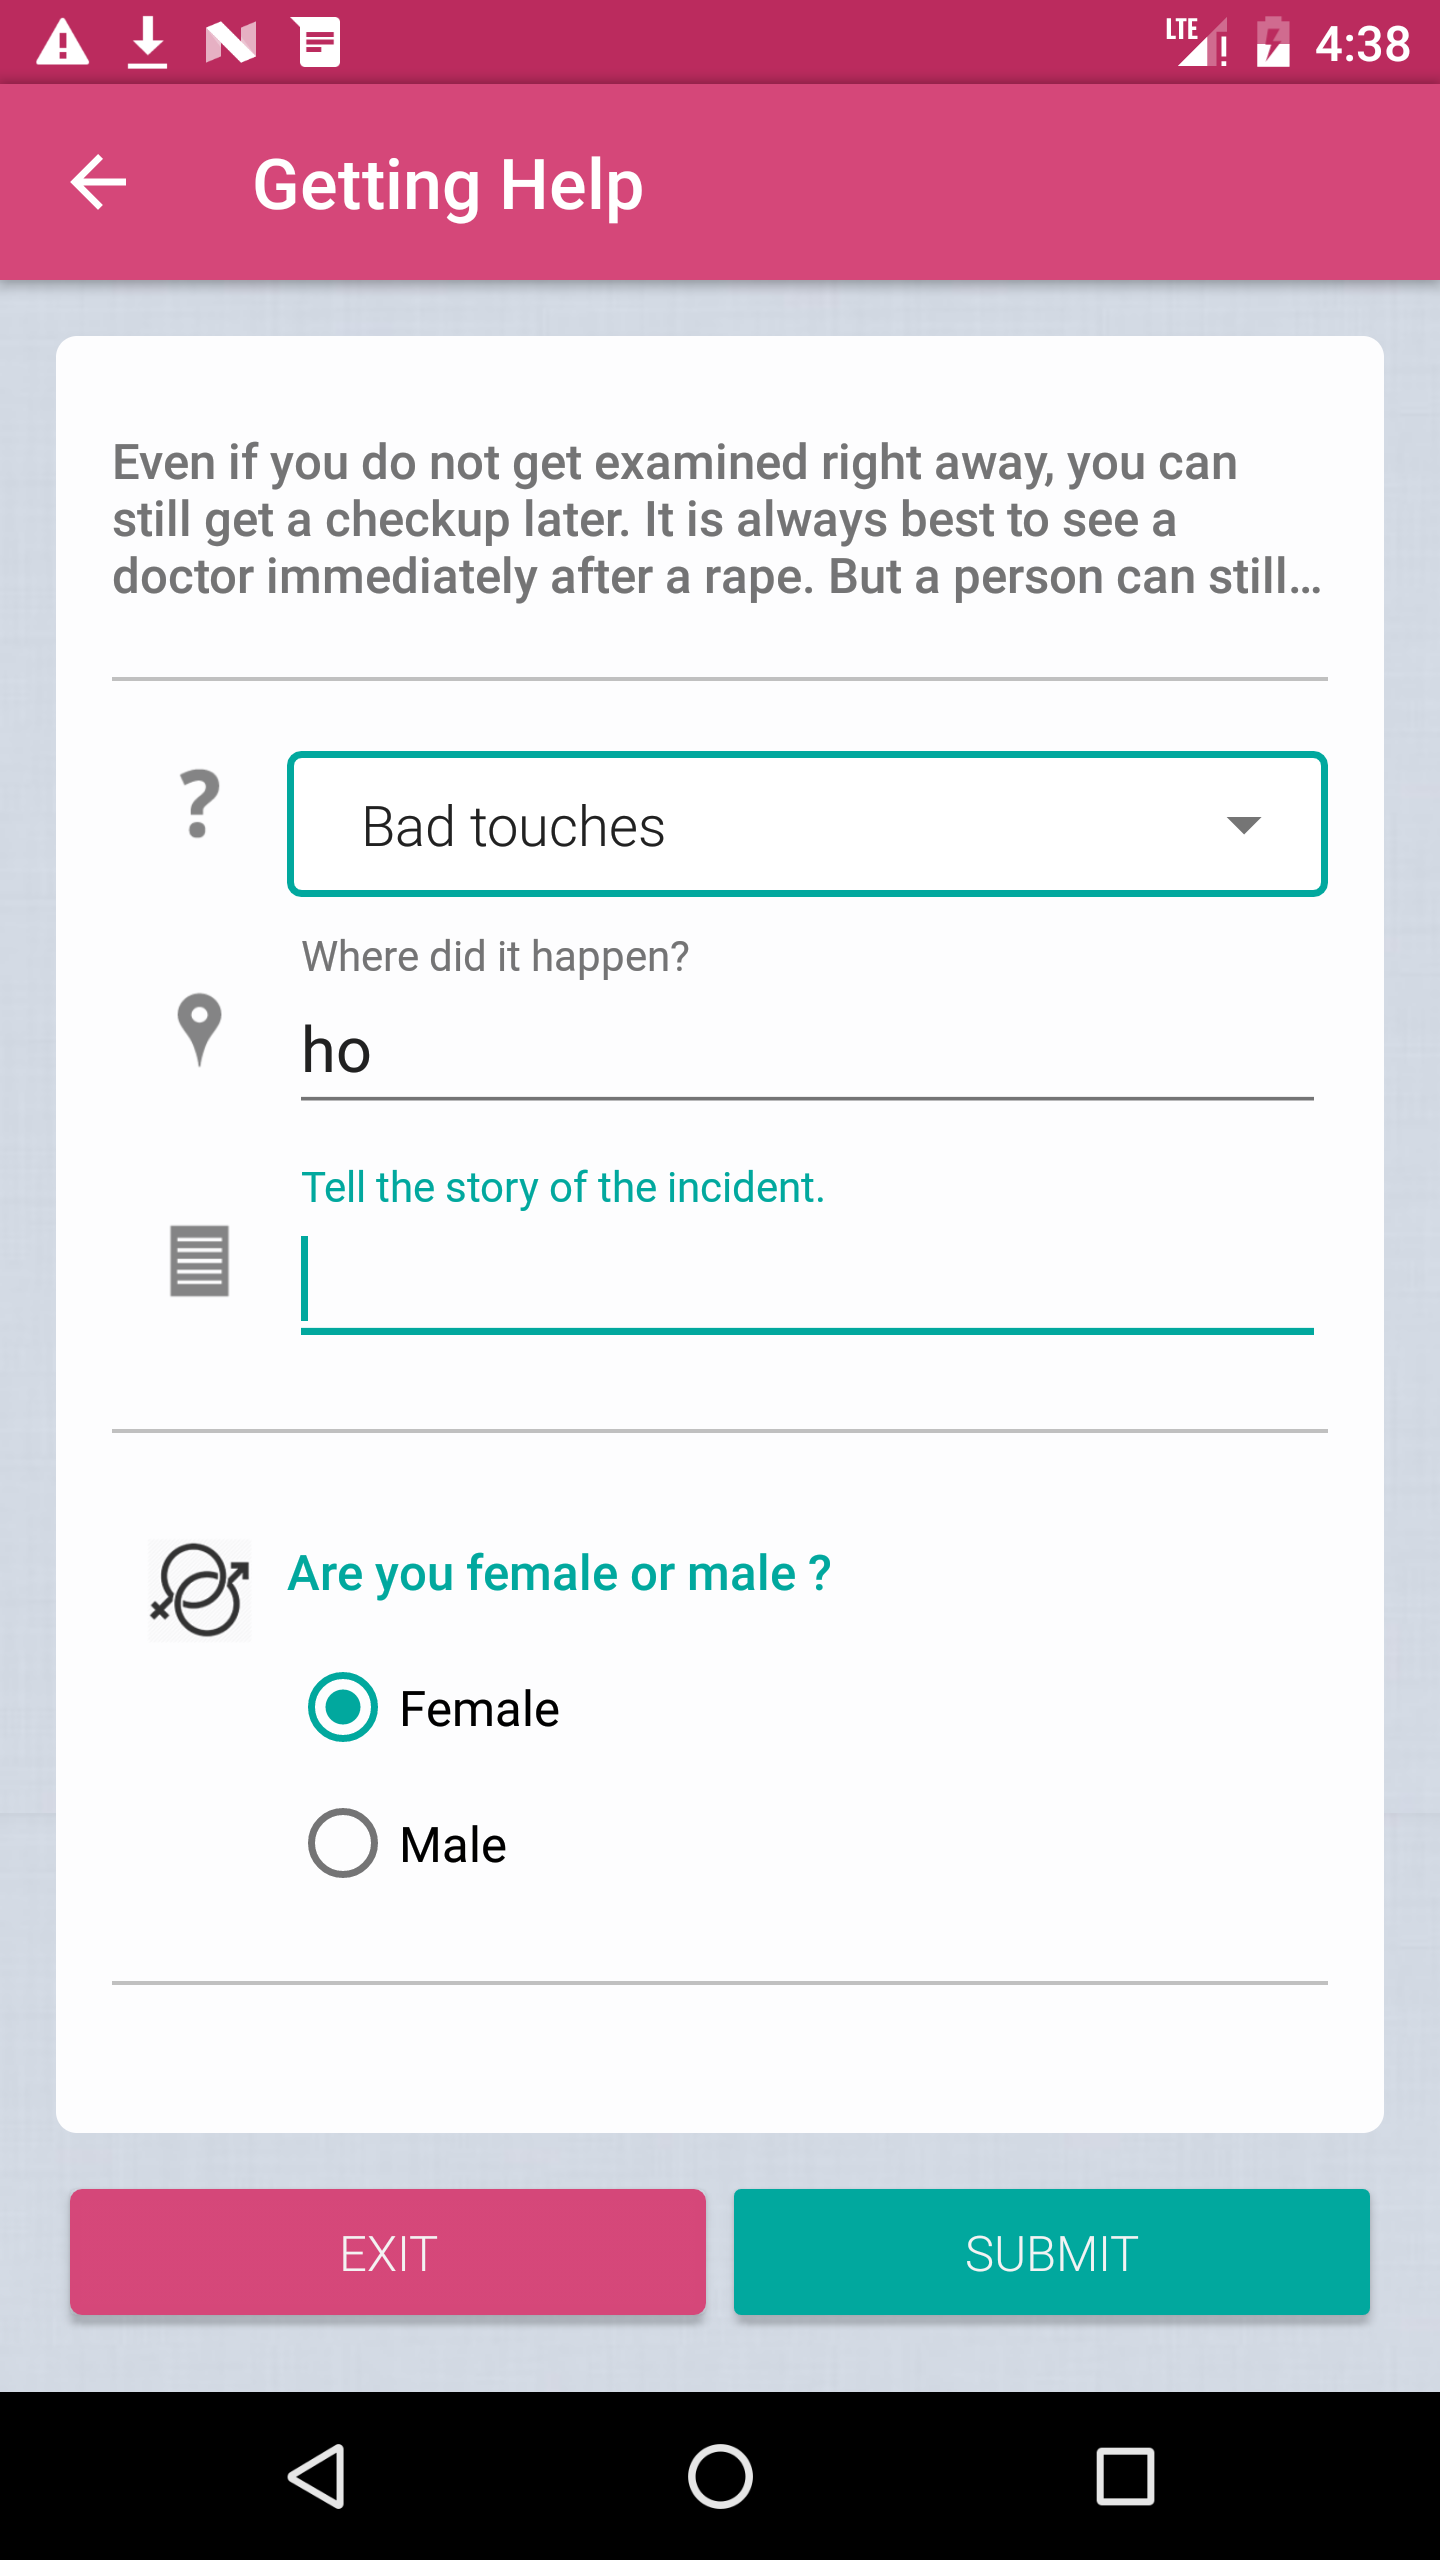 LTE 4:38
Getting Help
Even if you do not get examined right away, you can
still get a checkup later. It is always best to see a
doctor immediately after a rape. But a person can still...
Bad touches
Where did it happen?
ho
Tell the story of the incident.
Are you female or male ?
Female
Male
EXIT
SUBMIT